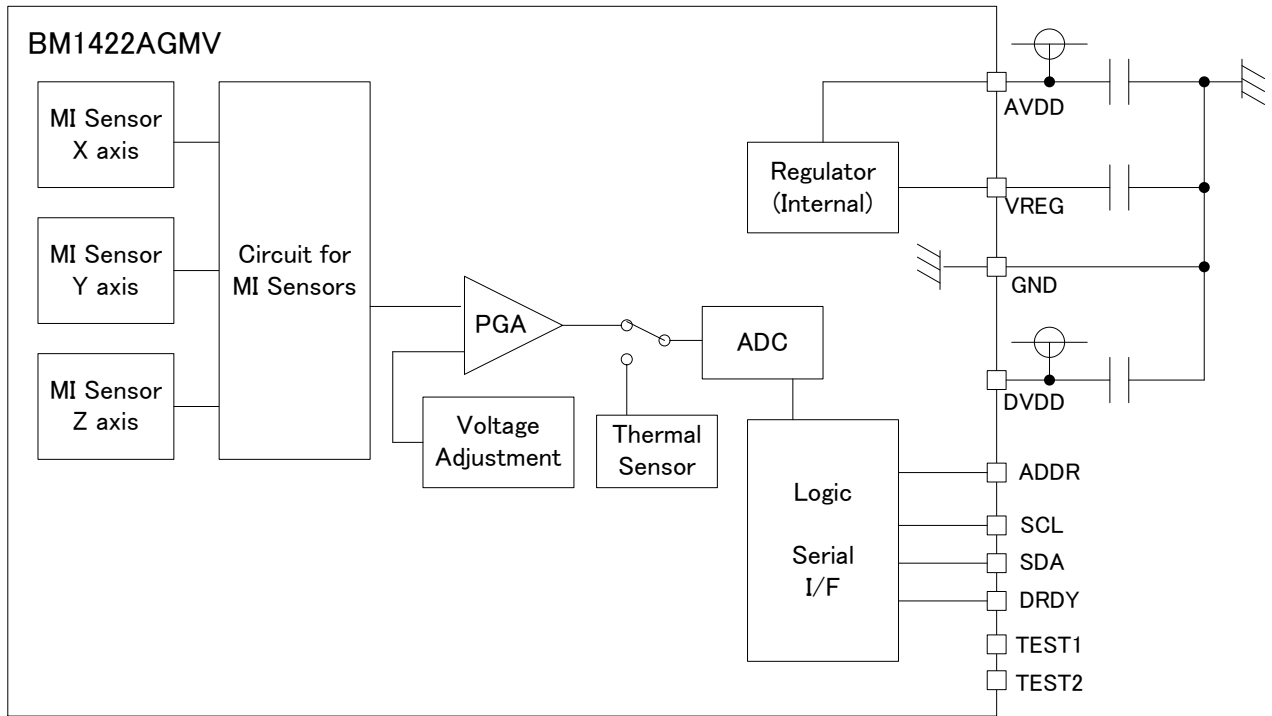 BM1422AGMV
MI Sensor
X axis
MI Sensor
Y axis
MI Sensor
Z axis
Circuit for
MI Sensors
PGA
Voltage
Adjustment
Thermal
Sensor
ADC
Regulator
(Internal)
Logic
Serial
I/F
AVDD
VREG
GND
DVDD
ADDR
SCL
SDA
DRDY
TEST1
TEST2